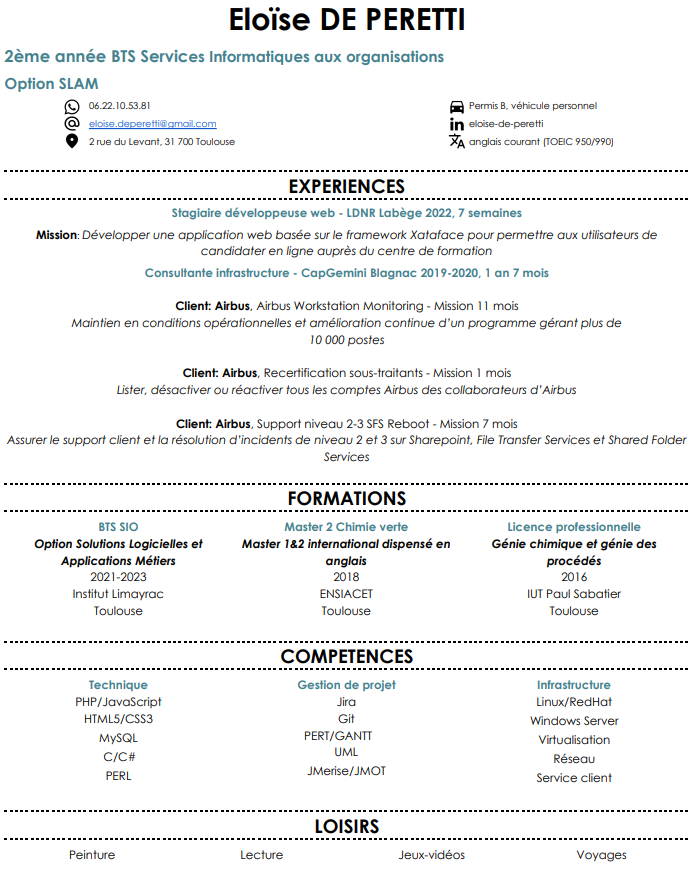 Eloïse DE PERETTI
2ème année BTS Services Informatiques aux organisations
Option SLAM
06.22.10.53.81
Permis B, véhicule personnel
eloise.deperetti@gmail.com
eloise-de-peretti
2 rue du Levant, 31 700 Toulouse
anglais courant (TOEIC 950/990)
EXPERIENCES
Stagiaire développeuse web - LDNR Labège 2022, 7 semaines
Mission: Développer une application web basée sur le framework Xataface pour permettre aux utilisateurs de
candidater en ligne auprès du centre de formation
Consultante infrastructure - CapGemini Blagnac 2019-2020, 1 an 7 mois
Client: Airbus, Airbus Workstation Monitoring - Mission 11 mois
Maintien en conditions opérationnelles et amélioration continue d'un programme gérant plus de
10 000 postes
Client: Airbus, Recertification sous-traitants - Mission 1 mois
Lister, désactiver ou réactiver tous les comptes Airbus des collaborateurs d'Airbus
Client: Airbus, Support niveau 2-3 SFS Reboot - Mission 7 mois
Assurer le support client et la résolution d'incidents de niveau 2 et 3 sur Sharepoint, File Transfer Services et Shared Folder
Services
FORMATIONS
BTS SIO
Option Solutions Logicielles et
Applications Métiers
2021-2023
Institut Limayrac
Toulouse
Master 2 Chimie verte
Master 1&2 international dispensé en
anglais
2018
ENSIACET
Toulouse
Licence professionnelle
Génie chimique et génie des
procédés
2016
IUT Paul Sabatier
Toulouse
COMPETENCES
Technique
PHP/JavaScript
HTML5/CSS3
MySQL
C/C#
PERL
Gestion de projet
Jira
Git
PERT/GANTT
UML
JMerise/JMOT
Infrastructure
Linux/RedHat
Windows Server
Virtualisation
Réseau
Service client
LOISIRS
Peinture
Lecture
Jeux-vidéos
Voyages